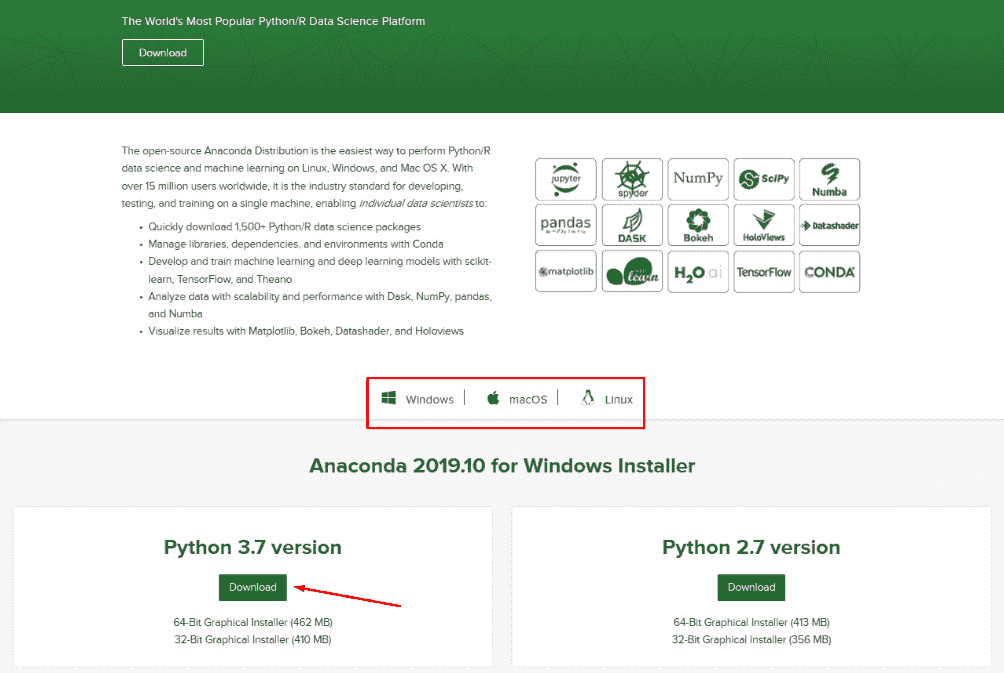 The World's Most Popular Python/R Data Science Platform
Download
The open-source Anaconda Distribution is the easiest way to perform Python/R
data science and machine learning on Linux, Windows, and Mac OS X. With
over 15 million users worldwide, it is the industry standard for developing,
testing, and training on a single machine, enabling individual data scientists to:
• Quickly download 1,500+ Python/R data science packages
• Manage libraries, dependencies, and environments with Conda
• Develop and train machine learning and deep learning models with scikit-
learn, TensorFlow, and Theano
• Analyze data with scalability and performance with Dask, NumPy, pandas,
and Numba
• Visualize results with Matplotlib, Bokeh, Datashader, and Holoviews
jupyter
spyder
NumPy
SciPy
Numba
pandas
DASK
Bokeh
HoloViews
Datashader
matplotlib
learn
H2O.ai
TensorFlow
CONDA
Windows
macOS
Linux
Anaconda 2019.10 for Windows Installer
Python 3.7 version
Download
64-Bit Graphical Installer (462 MB)
32-Bit Graphical Installer (410 MB)
Python 2.7 version
Download
64-Bit Graphical Installer (413 MB)
32-Bit Graphical Installer (356 MB)